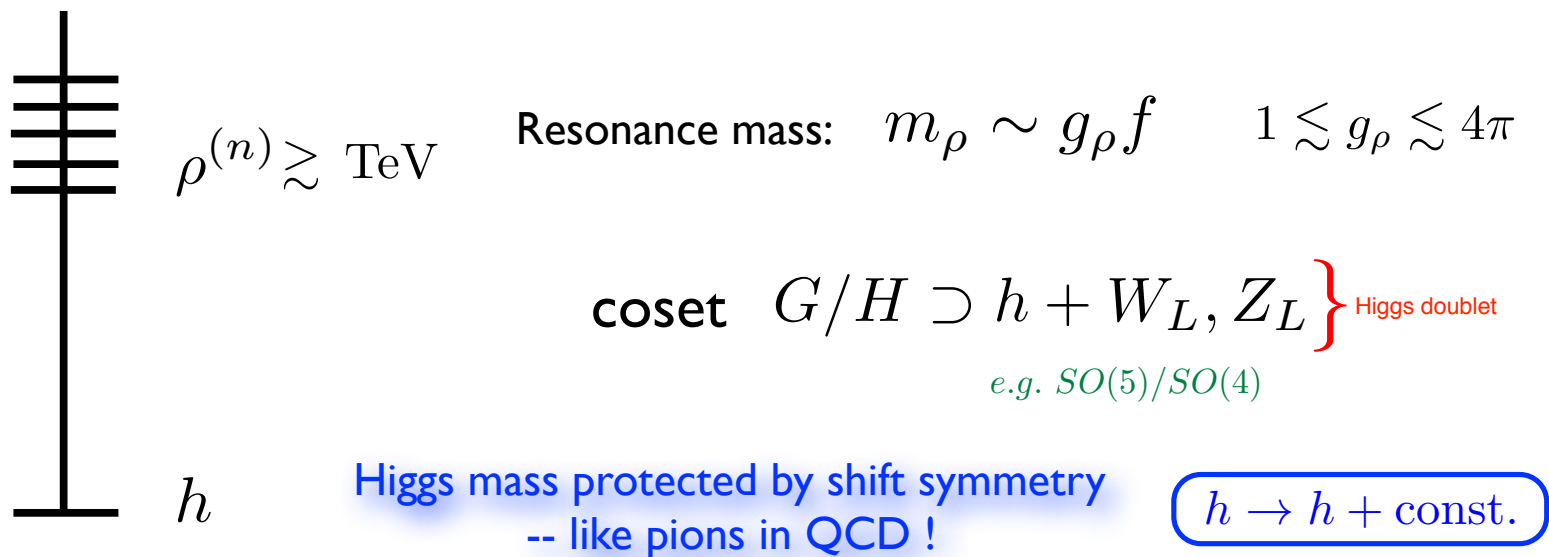 ρ^(n) ≳ TeV
Resonance mass: m_ρ ∼ g_ρ f 1 ≲ g_ρ ≲ 4π
coset G/H ⊃ h + W_L, Z_L } Higgs doublet
e.g. SO(5)/SO(4)
h
Higgs mass protected by shift symmetry
-- like pions in QCD !
h → h + const.